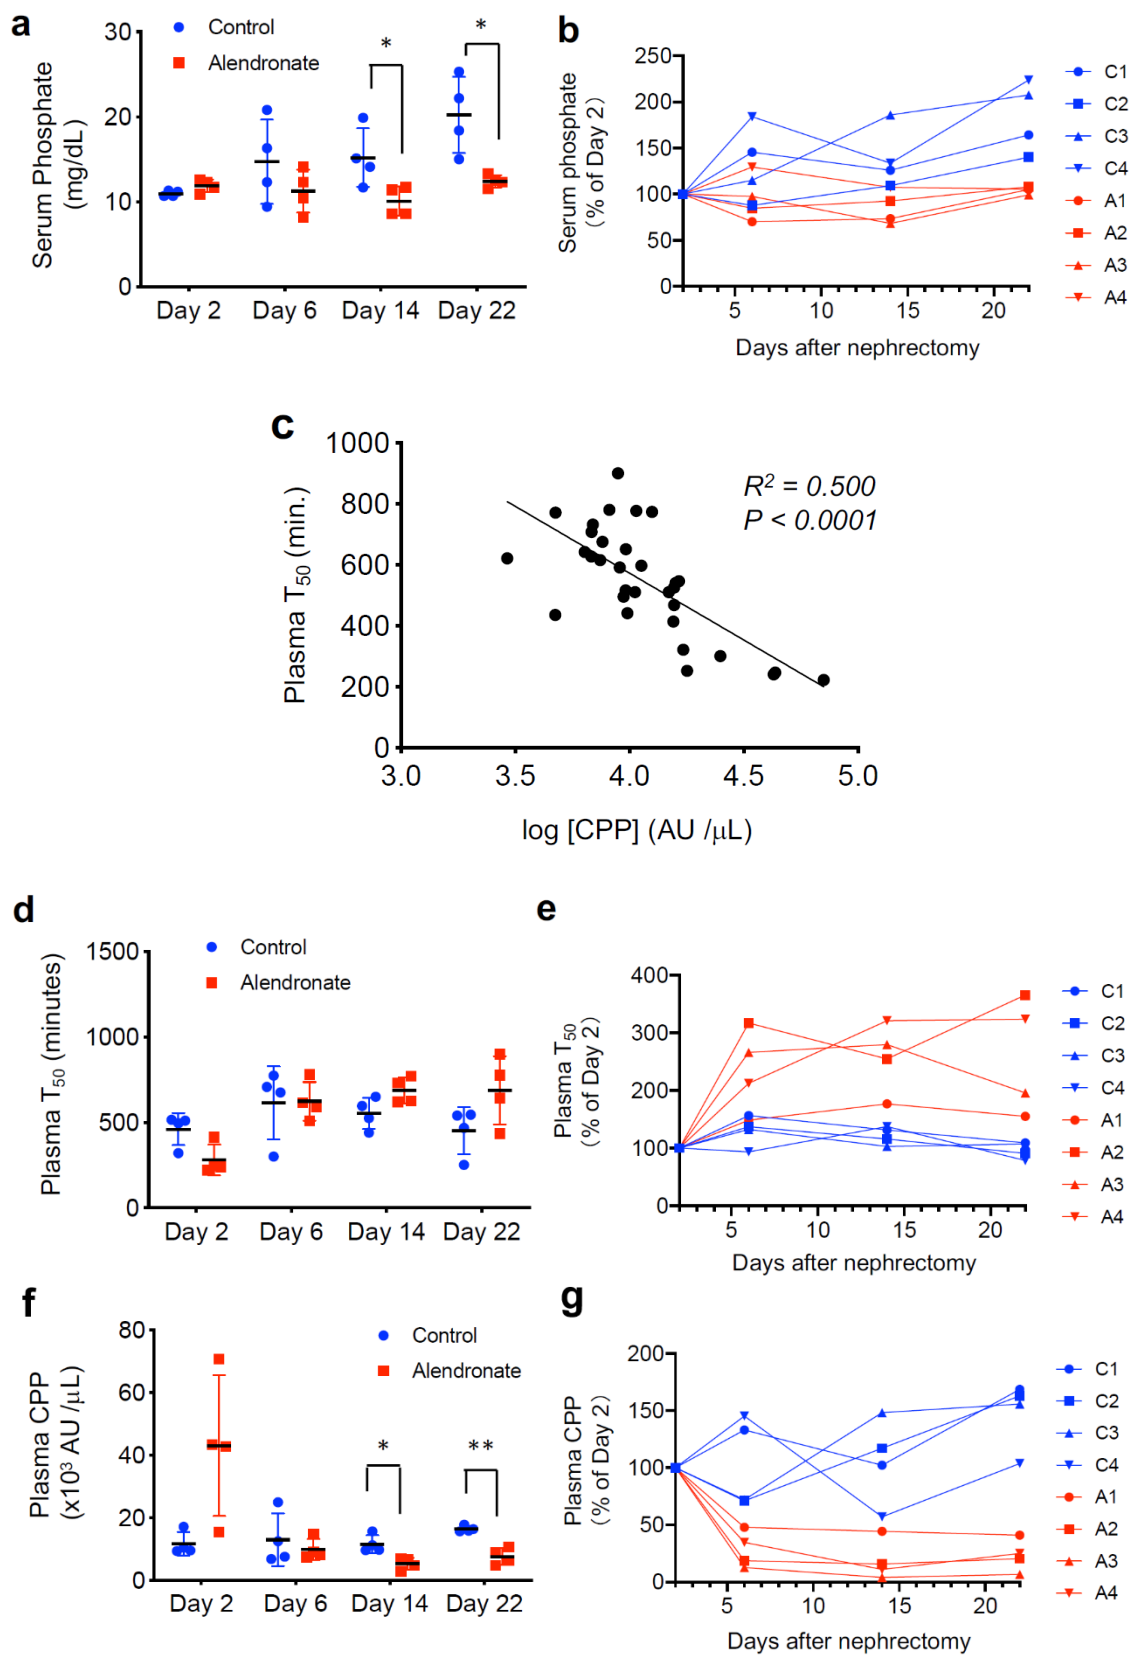 a
Control
Alendronate
*
*
Serum Phosphate
(mg/dL)
30
20
10
0
Day 2
Day 6
Day 14
Day 22
b
Serum phosphate
(% of Day 2)
250
200
150
100
50
0
5
10
15
20
Days after nephrectomy
C1
C2
C3
C4
A1
A2
A3
A4
c
Plasma T50 (min.)
1000
800
600
400
200
0
R2 = 0.500
P < 0.0001
3.0
3.5
4.0
4.5
5.0
log [CPP] (AU /μL)
d
Control
Alendronate
Plasma T50 (minutes)
1500
1000
500
0
Day 2
Day 6
Day 14
Day 22
e
Plasma T50
(% of Day 2)
400
300
200
100
0
5
10
15
20
Days after nephrectomy
C1
C2
C3
C4
A1
A2
A3
A4
f
Control
Alendronate
*
**
Plasma CPP
(x10³ AU /μL)
80
60
40
20
0
Day 2
Day 6
Day 14
Day 22
g
Plasma CPP
(% of Day 2)
200
150
100
50
0
5
10
15
20
Days after nephrectomy
C1
C2
C3
C4
A1
A2
A3
A4